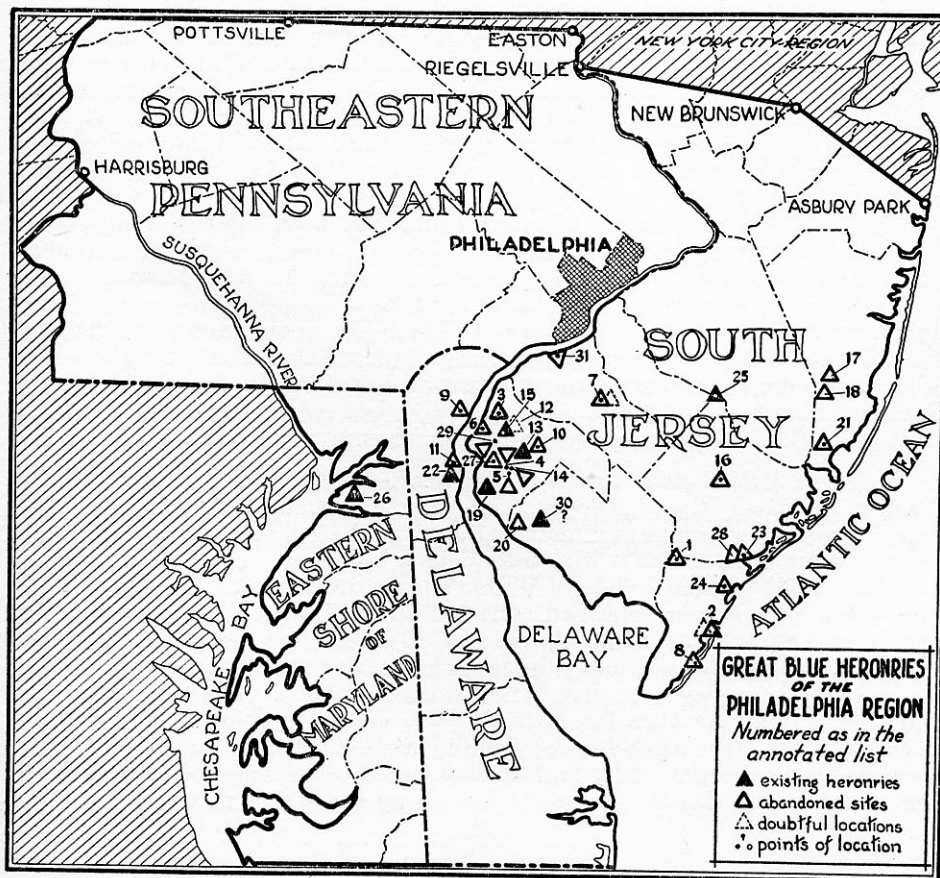 POTTSVILLE
EASTON
RIEGELSVILLE
NEW YORK CITY-REGION
SOUTHEASTERN
PENNSYLVANIA
HARRISBURG
NEW BRUNSWICK
ASBURY PARK
SUSQUEHANNA RIVER
PHILADELPHIA
SOUTH
JERSEY
31
17
7
25
18
9
3
15
12
6
13
10
29
21
11
27
4
16
22
5
14
26
19
30
?
20
28
23
1
24
2
8
DELAWARE
EASTERN
SHORE
OF
MARYLAND
CHESAPEAKE BAY
DELAWARE
BAY
ATLANTIC OCEAN
GREAT BLUE HERONRIES
OF THE
PHILADELPHIA REGION
Numbered as in the
annotated list
existing heronries
abandoned sites
doubtful locations
points of location